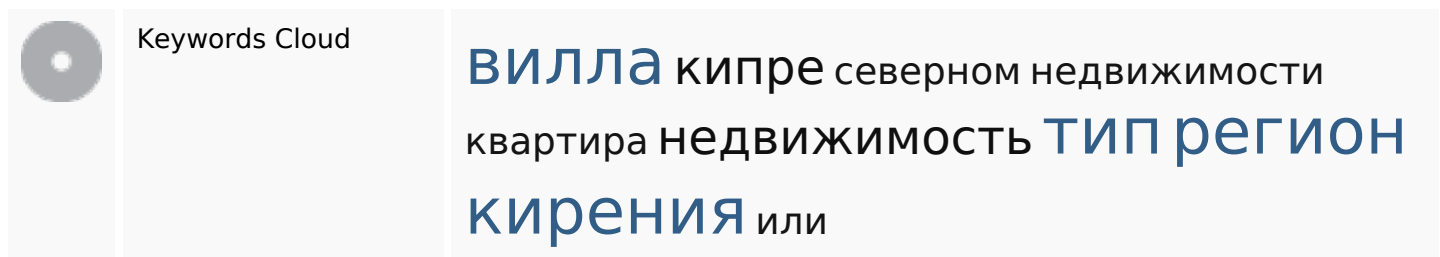 Keywords Cloud
вилла кипре северном недвижимости
квартира недвижимость тип регион
кирения или